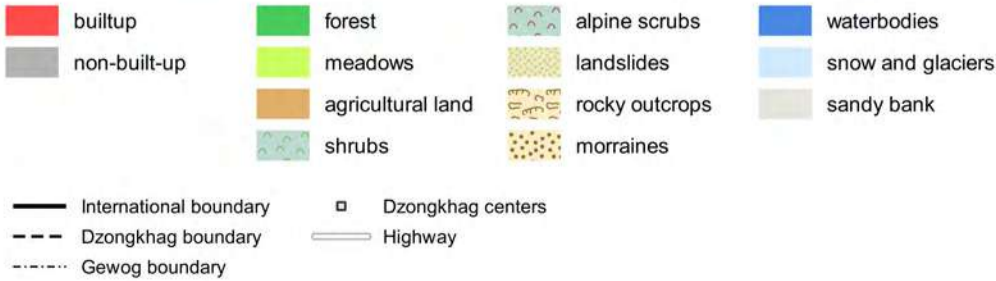 builtup
forest
alpine scrubs
waterbodies
non-built-up
meadows
landslides
snow and glaciers
agricultural land
rocky outcrops
sandy bank
shrubs
morraines
International boundary
Dzongkhag centers
Dzongkhag boundary
Highway
Gewog boundary